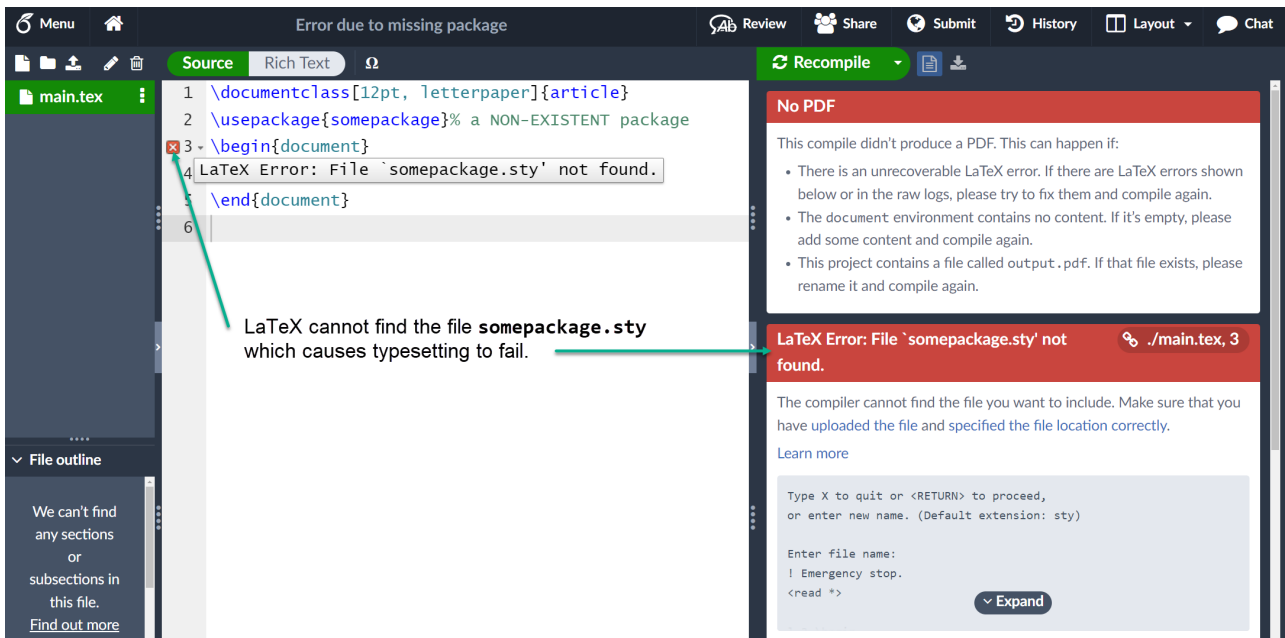 Menu
Error due to missing package
Review
Share
Submit
History
Layout
Chat
Source
Rich Text
Ω
Recompile
main.tex
1 \documentclass[12pt, letterpaper]{article}
2 \usepackage{somepackage}% a NON-EXISTENT package
3 \begin{document}
4 LaTeX Error: File `somepackage.sty' not found.
5 \end{document}
6
LaTeX cannot find the file somepackage.sty
which causes typesetting to fail.
File outline
We can't find
any sections
or
subsections in
this file.
Find out more
No PDF
This compile didn't produce a PDF. This can happen if:
• There is an unrecoverable LaTeX error. If there are LaTeX errors shown
below or in the raw logs, please try to fix them and compile again.
• The document environment contains no content. If it's empty, please
add some content and compile again.
• This project contains a file called output.pdf. If that file exists, please
rename it and compile again.
LaTeX Error: File `somepackage.sty' not
found.
./main.tex, 3
The compiler cannot find the file you want to include. Make sure that you
have uploaded the file and specified the file location correctly.
Learn more
Type X to quit or <RETURN> to proceed,
or enter new name. (Default extension: sty)
Enter file name:
! Emergency stop.
<read *>
Expand